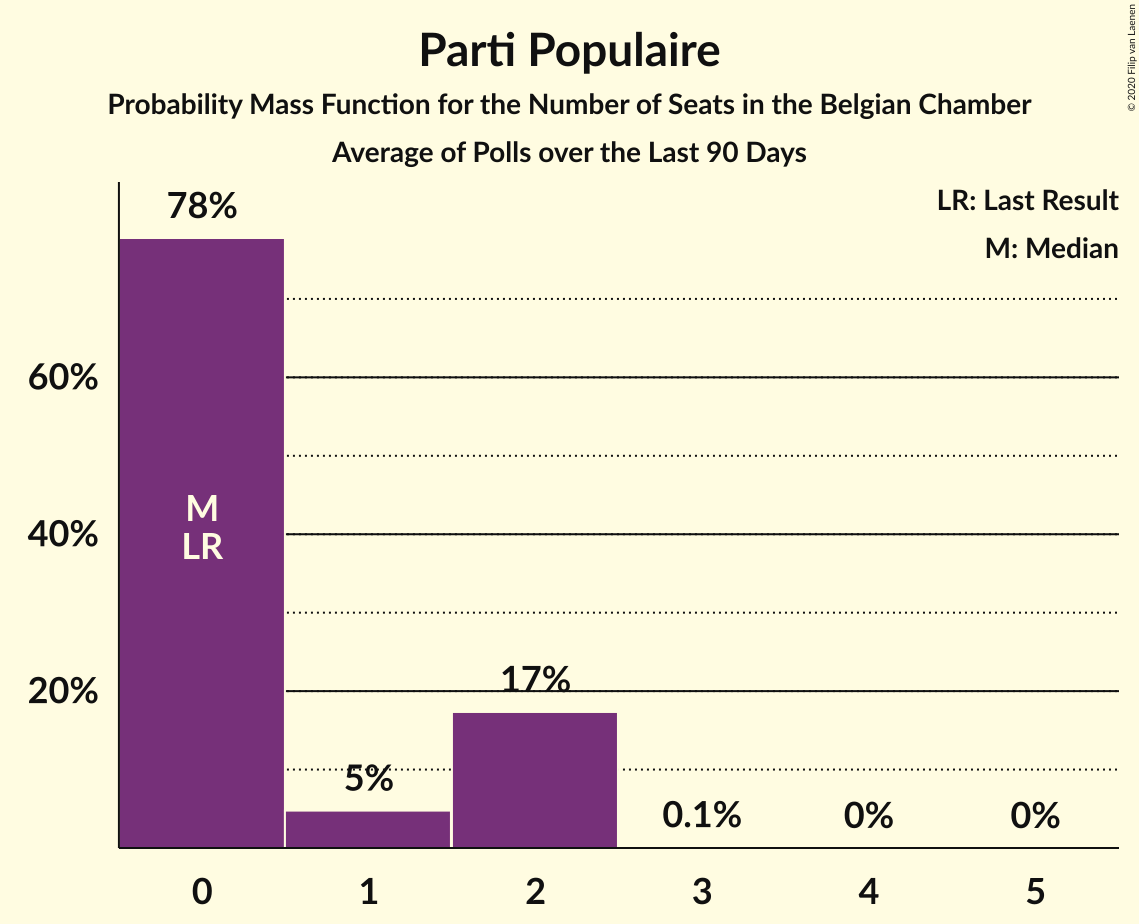 Parti Populaire
Probability Mass Function for the Number of Seats in the Belgian Chamber
Average of Polls over the Last 90 Days
© 2020 Filip van Laenen
LR: Last Result
M: Median
78%
60%
40%
20%
M
LR
5%
17%
0.1%
0%
0%
0
1
2
3
4
5